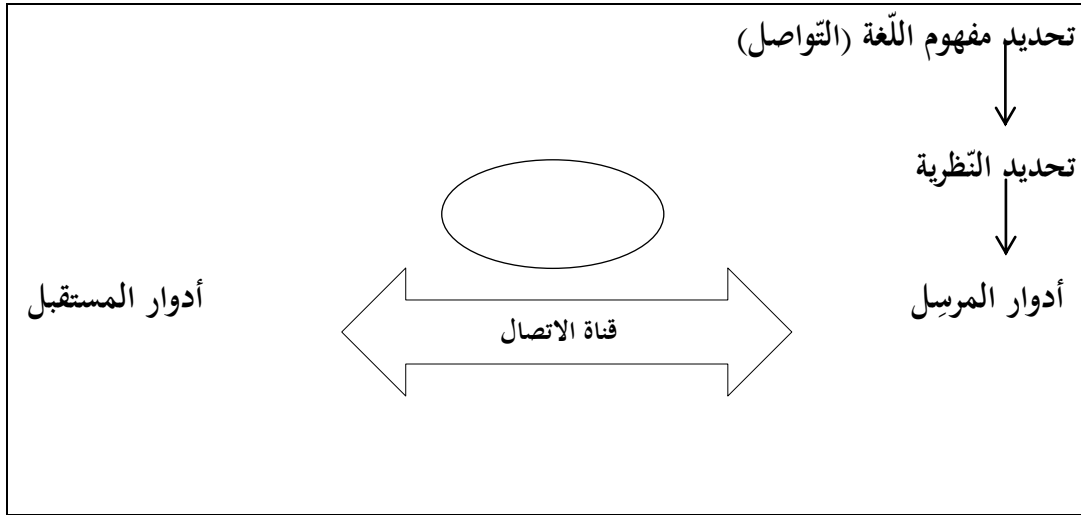 تحديد مفهوم اللّغة (التّواصل)
تحديد النّظرية
أدوار المرسِل
قناة الاتصال
أدوار المستقبل